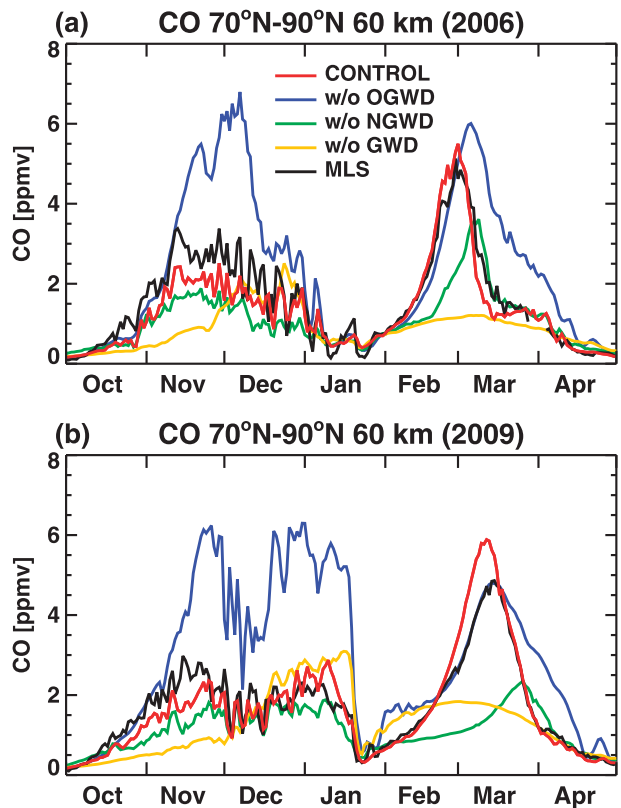 (a) CO 70°N-90°N 60 km (2006)
8
6
4
2
0
CO [ppmv]
CONTROL
w/o OGWD
w/o NGWD
w/o GWD
MLS
Oct Nov Dec Jan Feb Mar Apr
(b) CO 70°N-90°N 60 km (2009)
8
6
4
2
0
CO [ppmv]
Oct Nov Dec Jan Feb Mar Apr